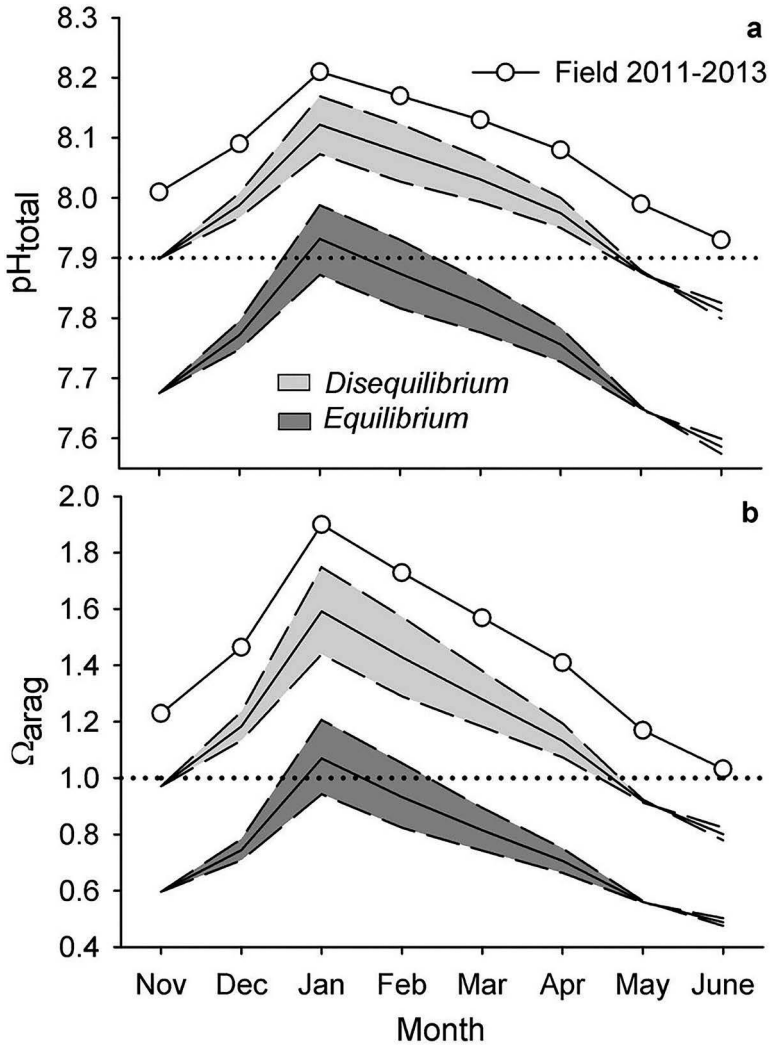 8.3
a
Field 2011-2013
8.2
8.1
8.0
7.9
7.8
7.7
7.6
pHtotal
Disequilibrium
Equilibrium
2.0
b
1.8
1.6
1.4
1.2
1.0
0.8
0.6
0.4
Ωarag
Nov Dec Jan Feb Mar Apr May June
Month